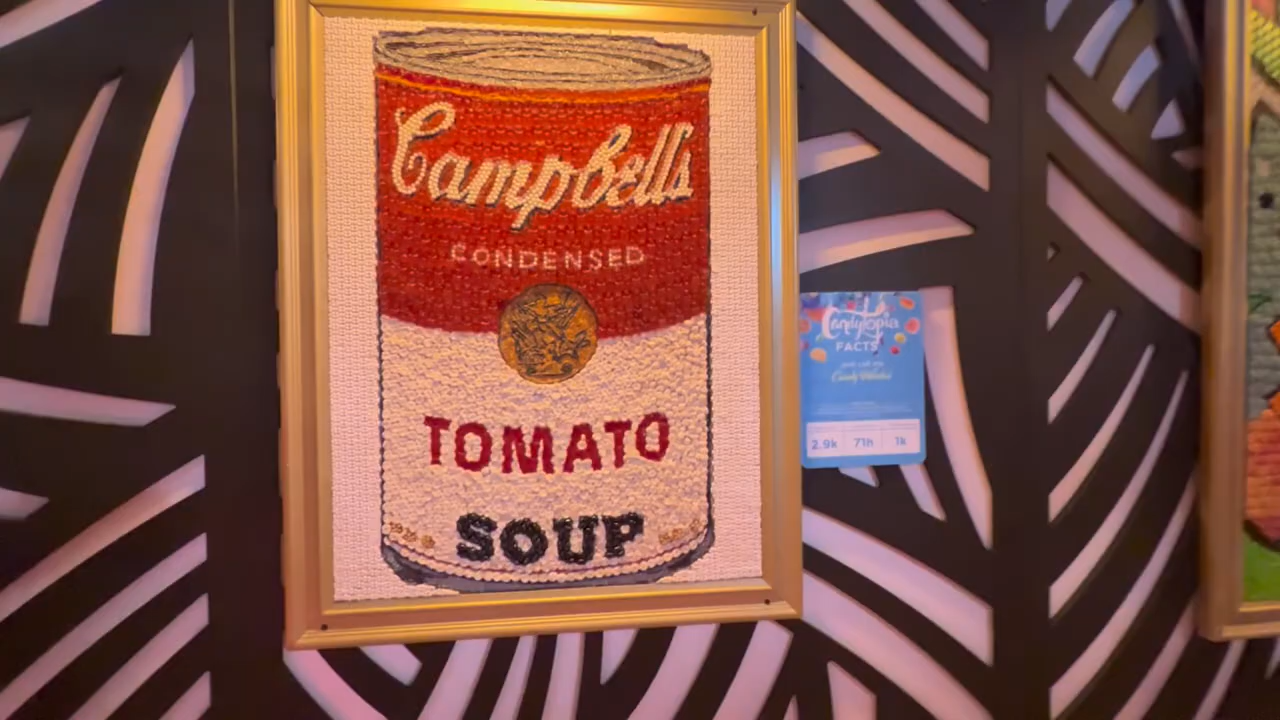 Campbells
CONDENSED
TOMATO
SOUP
Candytopia
FACTS
2.9k 71h 1k